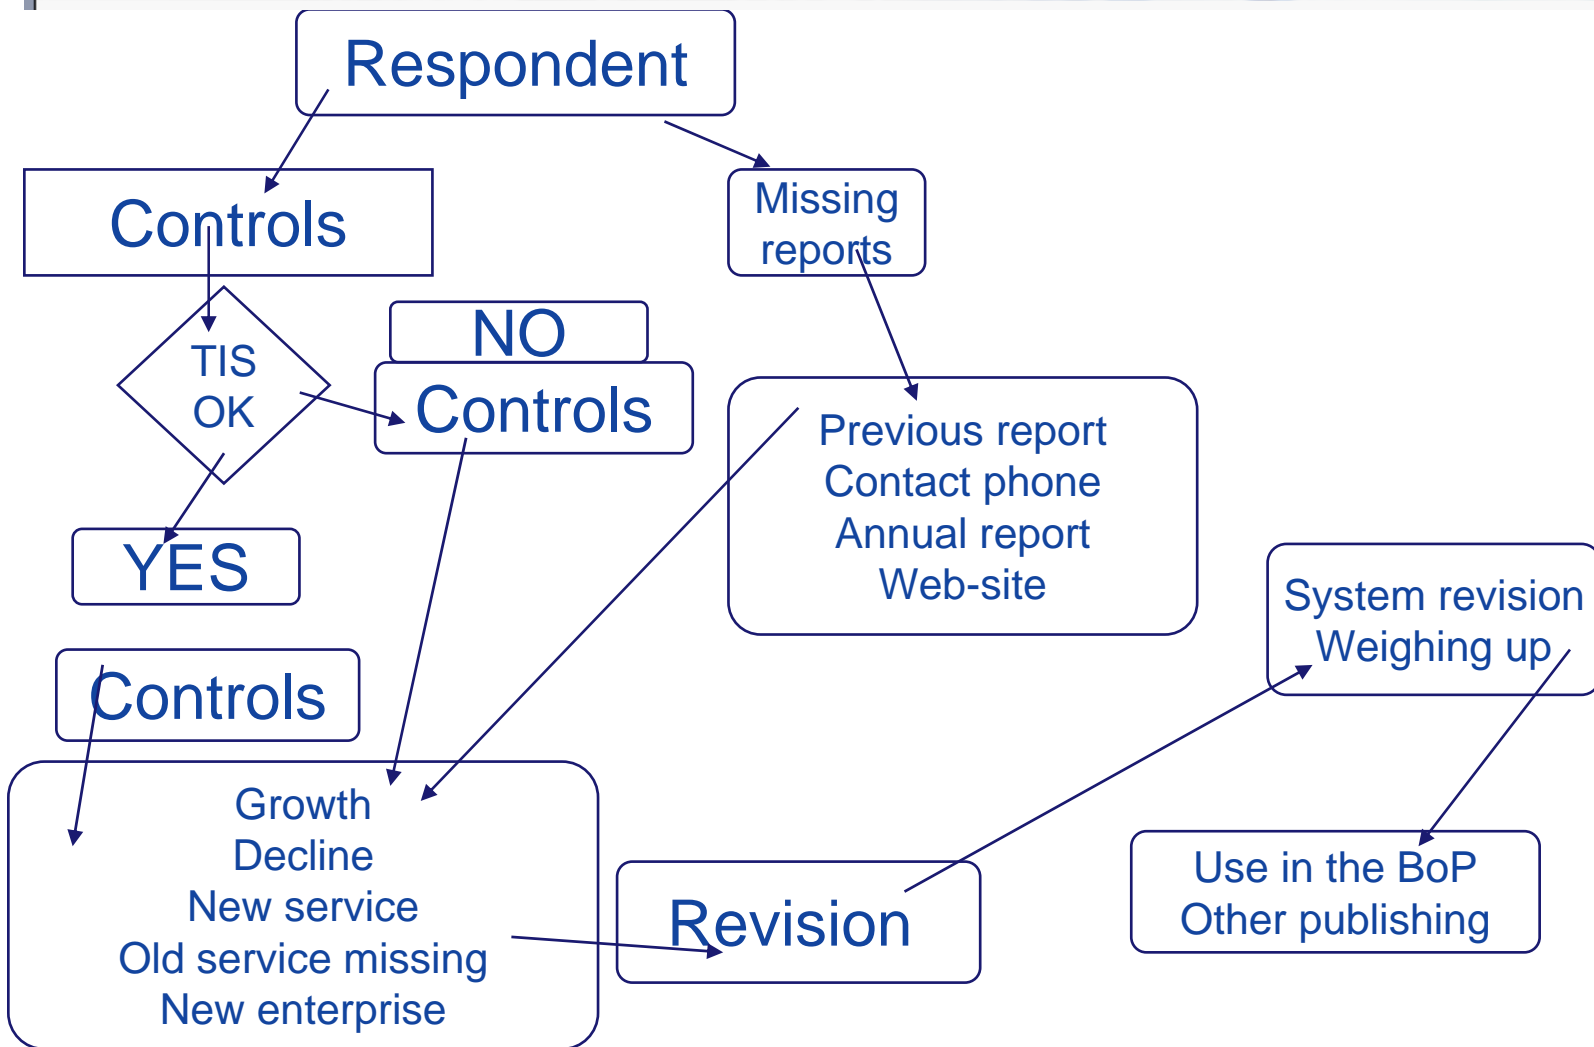 Respondent
Controls
Missing
reports
TIS
OK
NO
Controls
Previous report
Contact phone
Annual report
Web-site
YES
Controls
System revision
Weighing up
Growth
Decline
New service
Old service missing
New enterprise
Revision
Use in the BoP
Other publishing